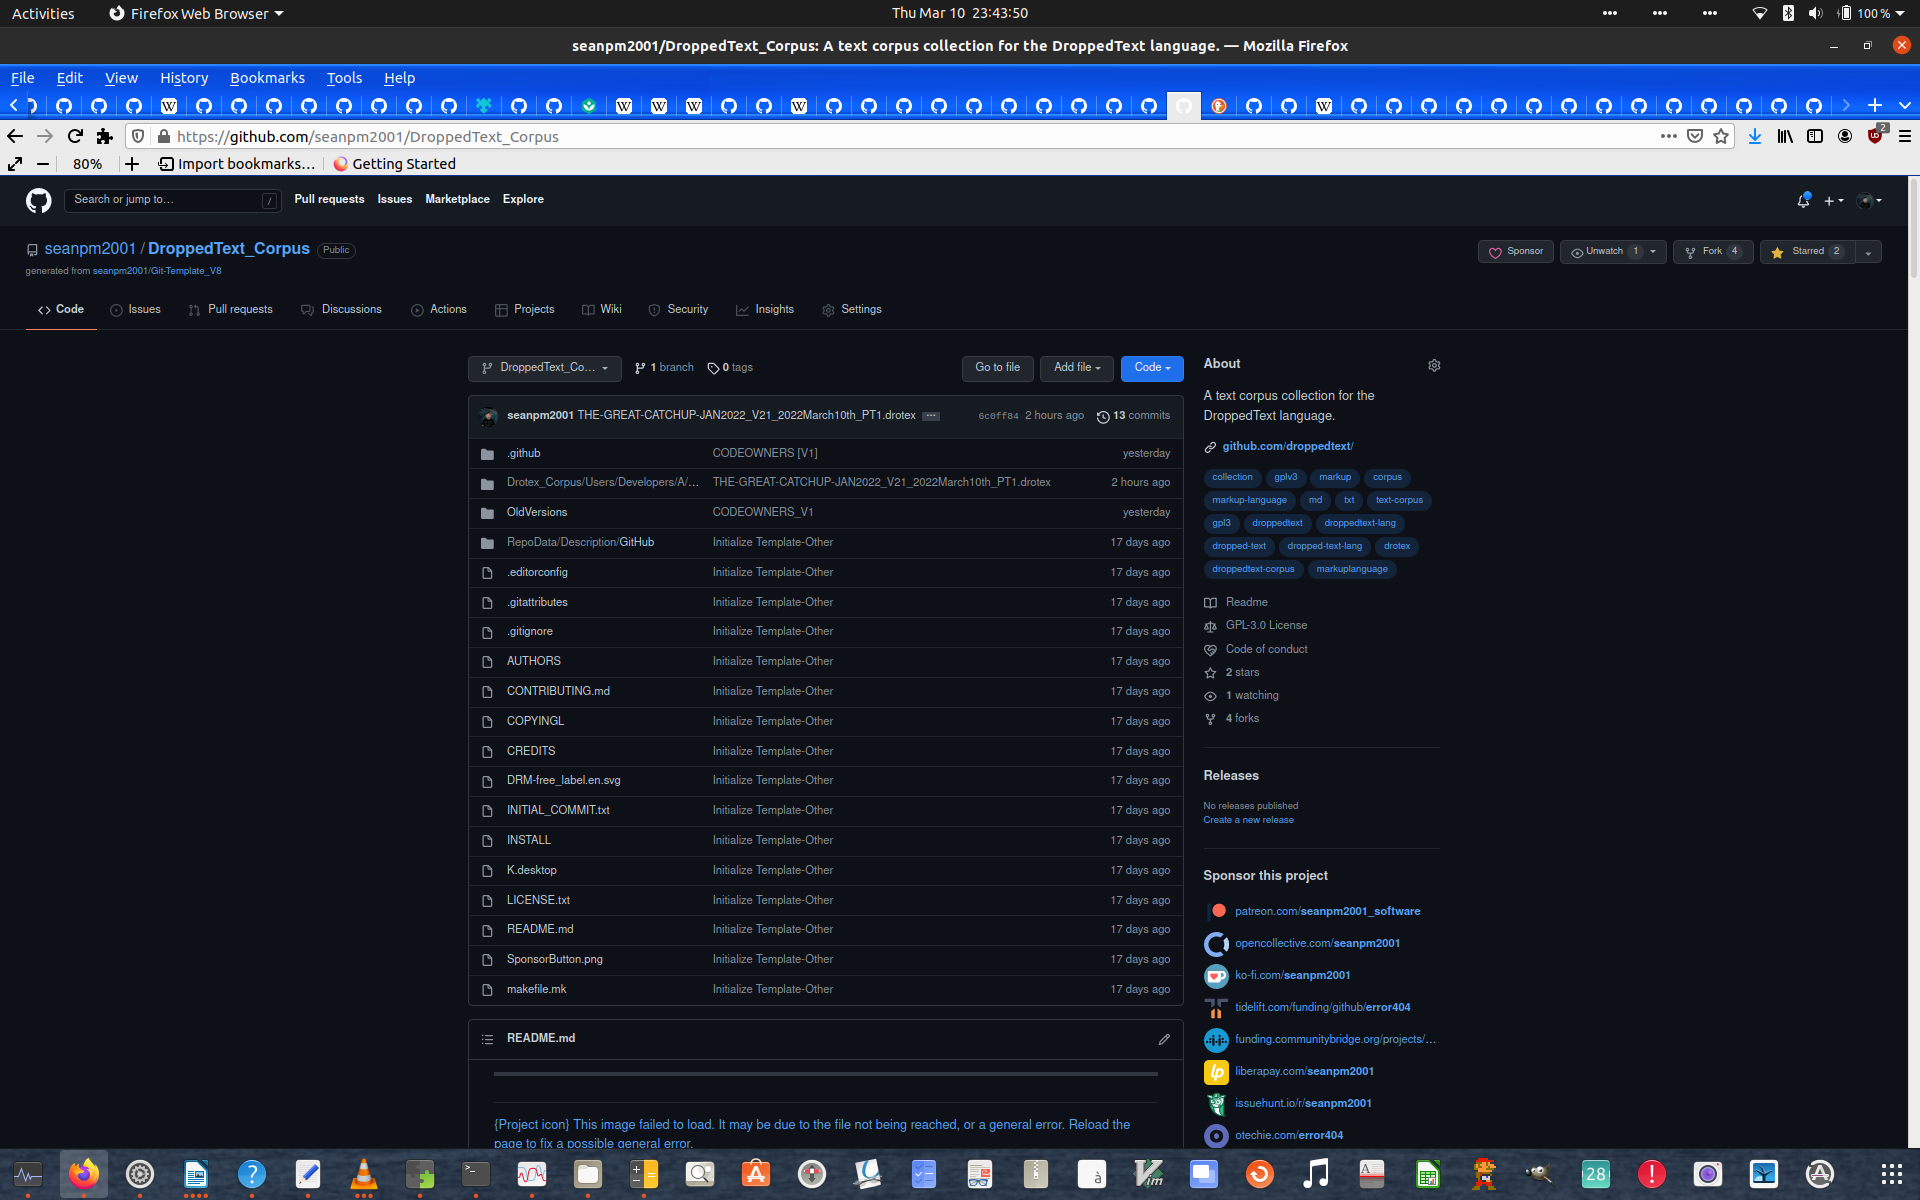 Activities
Firefox Web Browser
Thu Mar 10 23:43:50
100 %
seanpm2001/DroppedText_Corpus: A text corpus collection for the DroppedText language. — Mozilla Firefox
File Edit View History Bookmarks Tools Help
https://github.com/seanpm2001/DroppedText_Corpus
2
80%
Import bookmarks...
Getting Started
Search or jump to... /
Pull requests Issues Marketplace Explore
seanpm2001 / DroppedText_Corpus Public
Sponsor
Unwatch 1
Fork 4
Starred 2
generated from seanpm2001/Git-Template_V8
Code Issues Pull requests Discussions Actions Projects Wiki Security Insights Settings
DroppedText_Co...
1 branch
0 tags
Go to file
Add file
Code
seanpm2001 THE-GREAT-CATCHUP-JAN2022_V21_2022March10th_PT1.drotex ... 6c0ff84 2 hours ago 13 commits
.github CODEOWNERS [V1] yesterday
Drotex_Corpus/Users/Developers/A/... THE-GREAT-CATCHUP-JAN2022_V21_2022March10th_PT1.drotex 2 hours ago
OldVersions CODEOWNERS_V1 yesterday
RepoData/Description/GitHub Initialize Template-Other 17 days ago
.editorconfig Initialize Template-Other 17 days ago
.gitattributes Initialize Template-Other 17 days ago
.gitignore Initialize Template-Other 17 days ago
AUTHORS Initialize Template-Other 17 days ago
CONTRIBUTING.md Initialize Template-Other 17 days ago
COPYINGL Initialize Template-Other 17 days ago
CREDITS Initialize Template-Other 17 days ago
DRM-free_label.en.svg Initialize Template-Other 17 days ago
INITIAL_COMMIT.txt Initialize Template-Other 17 days ago
INSTALL Initialize Template-Other 17 days ago
K.desktop Initialize Template-Other 17 days ago
LICENSE.txt Initialize Template-Other 17 days ago
README.md Initialize Template-Other 17 days ago
SponsorButton.png Initialize Template-Other 17 days ago
makefile.mk Initialize Template-Other 17 days ago
README.md
{Project icon} This image failed to load. It may be due to the file not being reached, or a general error. Reload the
page to fix a possible general error.
About
A text corpus collection for the
DroppedText language.
github.com/droppedtext/
collection gplv3 markup corpus
markup-language md txt text-corpus
gpl3 droppedtext droppedtext-lang
dropped-text dropped-text-lang drotex
droppedtext-corpus markuplanguage
Readme
GPL-3.0 License
Code of conduct
2 stars
1 watching
4 forks
Releases
No releases published
Create a new release
Sponsor this project
patreon.com/seanpm2001_software
opencollective.com/seanpm2001
ko-fi.com/seanpm2001
tidelift.com/funding/github/error404
funding.communitybridge.org/projects/...
liberapay.com/seanpm2001
issuehunt.io/r/seanpm2001
otechie.com/error404
28